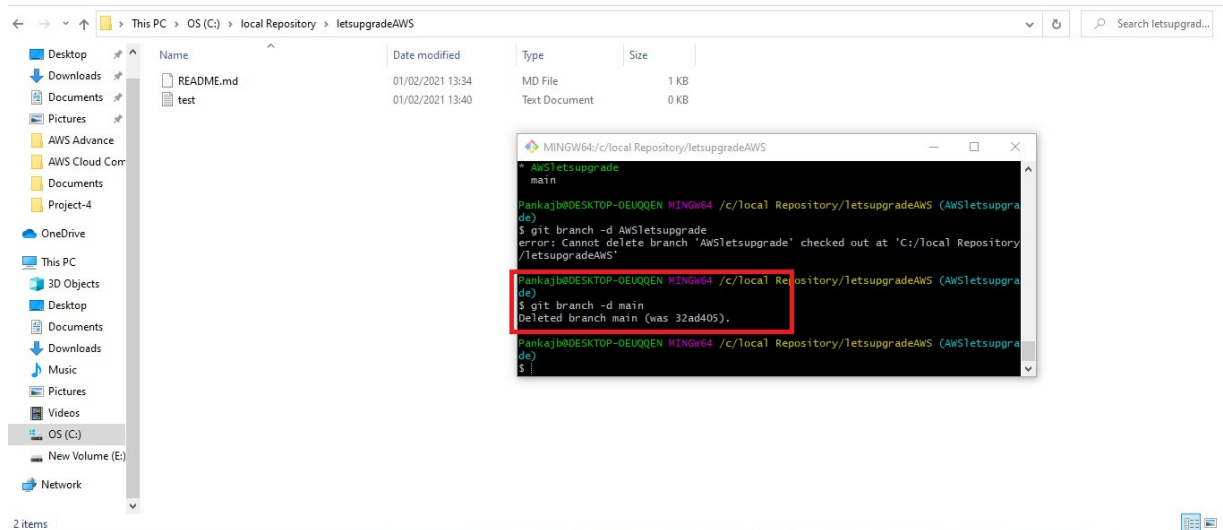 This PC > OS (C:) > local Repository > letsupgradeAWS
Search letsupgrad...
Desktop
Downloads
Documents
Pictures
AWS Advance
AWS Cloud Com
Documents
Project-4
OneDrive
This PC
3D Objects
Desktop
Documents
Downloads
Music
Pictures
Videos
OS (C:)
New Volume (E:)
Network
2 items
Name Date modified Type Size
README.md 01/02/2021 13:34 MD File 1 KB
test 01/02/2021 13:40 Text Document 0 KB
MINGW64:/c/local Repository/letsupgradeAWS
* AWSletsupgrade
main
Pankajb@DESKTOP-OEUQQEN MINGW64 /c/local Repository/letsupgradeAWS (AWSletsupgra
de)
$ git branch -d AWSletsupgrade
error: Cannot delete branch 'AWSletsupgrade' checked out at 'C:/local Repository
/letsupgradeAWS'
Pankajb@DESKTOP-OEUQQEN MINGW64 /c/local Repository/letsupgradeAWS (AWSletsupgra
de)
$ git branch -d main
Deleted branch main (was 32ad405).
Pankajb@DESKTOP-OEUQQEN MINGW64 /c/local Repository/letsupgradeAWS (AWSletsupgra
de)
$